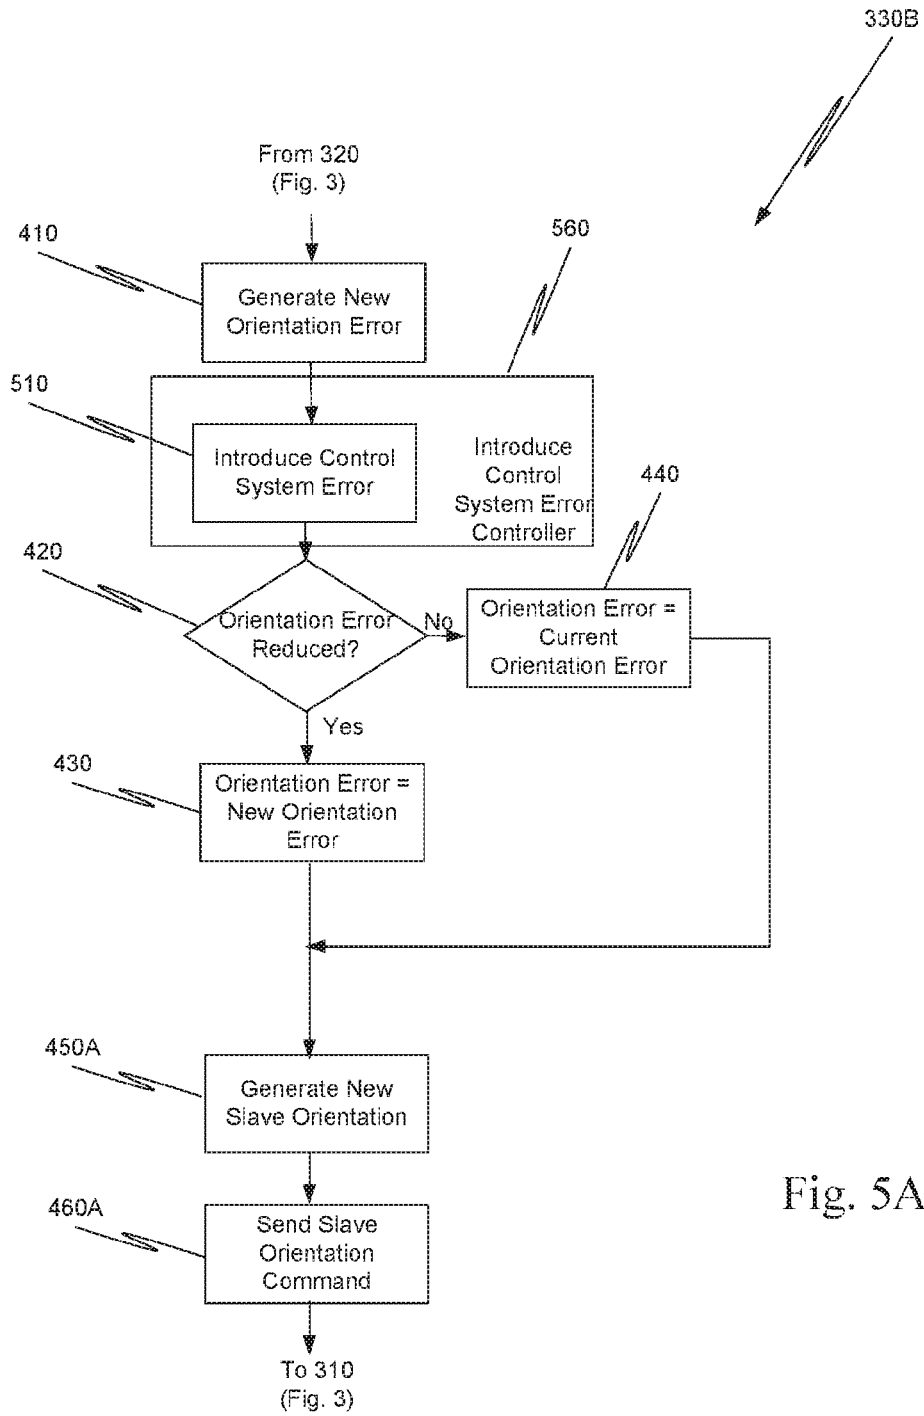 330B
From 320
(Fig. 3)
410
560
Generate New
Orientation Error
510
Introduce Control
System Error
Introduce
Control
System Error
Controller
440
420
Orientation Error
Reduced?
No
Orientation Error =
Current
Orientation Error
Yes
430
Orientation Error =
New Orientation
Error
450A
Generate New
Slave Orientation
460A
Send Slave
Orientation
Command
Fig. 5A
To 310
(Fig. 3)